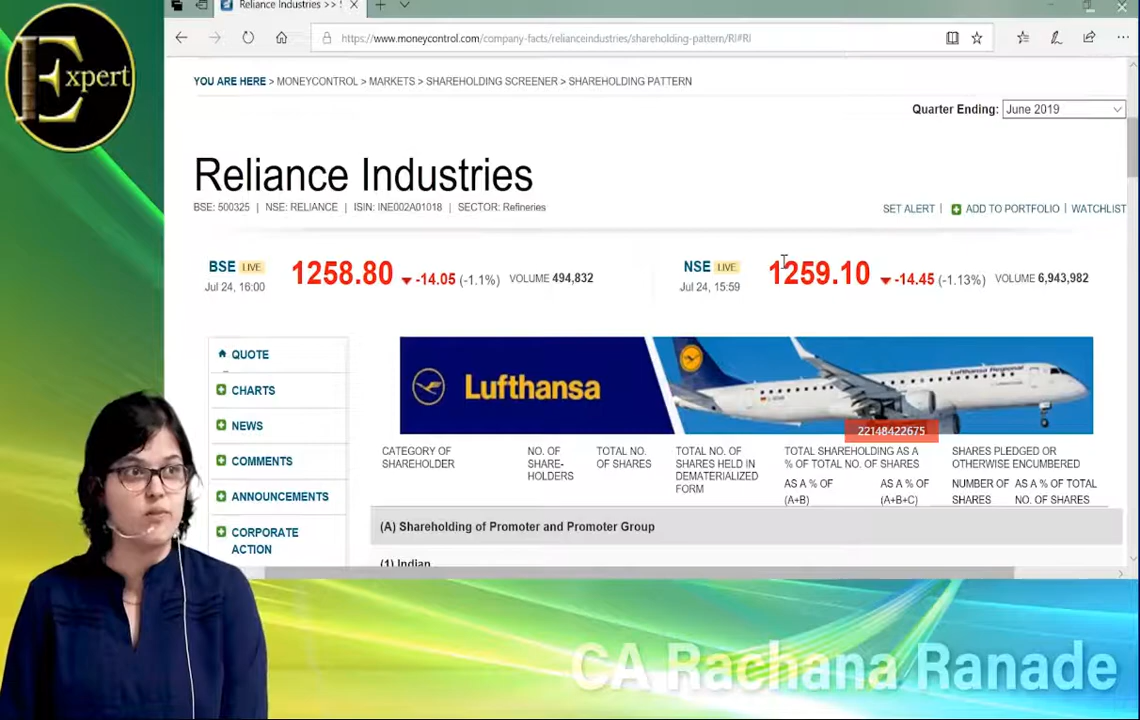 Expert
Reliance Industries >> S
https://www.moneycontrol.com/company-facts/relianceindustries/shareholding-pattern/RI#RI
YOU ARE HERE > MONEYCONTROL > MARKETS > SHAREHOLDING SCREENER > SHAREHOLDING PATTERN
Quarter Ending: June 2019
Reliance Industries
BSE: 500325 | NSE: RELIANCE | ISIN: INE002A01018 | SECTOR: Refineries
SET ALERT | ADD TO PORTFOLIO | WATCHLIST
BSE LIVE
Jul 24, 16:00
1258.80 -14.05 (-1.1%) VOLUME 494,832
NSE LIVE
Jul 24, 15:59
1259.10 -14.45 (-1.13%) VOLUME 6,943,982
QUOTE
CHARTS
NEWS
COMMENTS
ANNOUNCEMENTS
CORPORATE
ACTION
Lufthansa
Lufthansa Regional
22148422675
CATEGORY OF
SHAREHOLDER
NO. OF
SHARE-
HOLDERS
TOTAL NO.
OF SHARES
TOTAL NO. OF
SHARES HELD IN
DEMATERIALIZED
FORM
TOTAL SHAREHOLDING AS A
% OF TOTAL NO. OF SHARES
AS A % OF
(A+B)
AS A % OF
(A+B+C)
SHARES PLEDGED OR
OTHERWISE ENCUMBERED
NUMBER OF
SHARES
AS A % OF TOTAL
NO. OF SHARES
(A) Shareholding of Promoter and Promoter Group
(1) Indian
CA Rachana Ranade